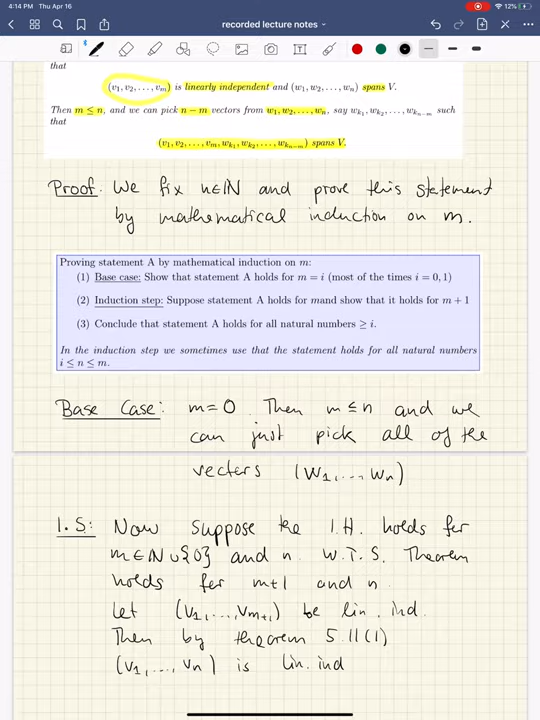 4:14 PM Thu Apr 16
12%
recorded lecture notes
that
(v₁, v₂, . . . , vₘ) is linearly independent and (w₁, w₂, . . . , wₙ) spans V.
Then m ≤ n, and we can pick n − m vectors from w₁, w₂, . . . , wₙ, say wₖ₁, wₖ₂, . . . , wₖₙ₋ₘ such
that
(v₁, v₂, . . . , vₘ, wₖ₁, wₖ₂, . . . , wₖₙ₋ₘ) spans V.
Proof: We fix n∈ℕ and prove this statement
by mathematical induction on m.
Proving statement A by mathematical induction on m:
(1) Base case: Show that statement A holds for m = i (most of the times i = 0, 1)
(2) Induction step: Suppose statement A holds for mand show that it holds for m + 1
(3) Conclude that statement A holds for all natural numbers ≥ i.
In the induction step we sometimes use that the statement holds for all natural numbers
i ≤ n ≤ m.
Base Case: m=0. Then m≤n and we
can just pick all of the
vectors (w₁, ..., wₙ)
I.S: Now suppose the I.H. holds for
m∈ℕ∪{0} and n. W.T.S. Theorem
holds for m+1 and n.
Let (v₁, ..., vₘ₊₁) be lin. ind.
Then by theorem 5.11(1)
(v₁, ..., vₙ) is lin. ind